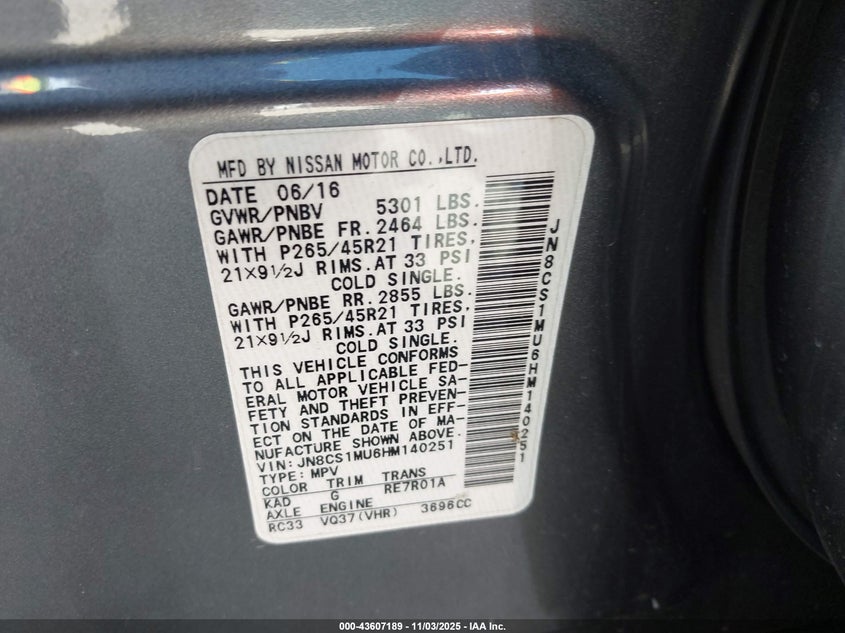 MFD BY NISSAN MOTOR CO.,LTD.
DATE 06/16
GVWR/PNBV 5301 LBS.
GAWR/PNBE FR. 2464 LBS.
WITH P265/45R21 TIRES,
21X9½J RIMS.AT 33 PSI
COLD SINGLE.
GAWR/PNBE RR. 2855 LBS.
WITH P265/45R21 TIRES,
21X9½J RIMS.AT 33 PSI
COLD SINGLE.
THIS VEHICLE CONFORMS
TO ALL APPLICABLE FED-
ERAL MOTOR VEHICLE SA-
FETY AND THEFT PREVEN-
TION STANDARDS IN EFF-
ECT ON THE DATE OF MA-
NUFACTURE SHOWN ABOVE.
VIN: JN8CS1MU6HM140251
TYPE: MPV
COLOR TRIM TRANS
KAD G RE7R01A
AXLE ENGINE
RC33 VQ37(VHR) 3696CC
JN8CS1MU6HM140251
000-43607189 - 11/03/2025 - IAA Inc.